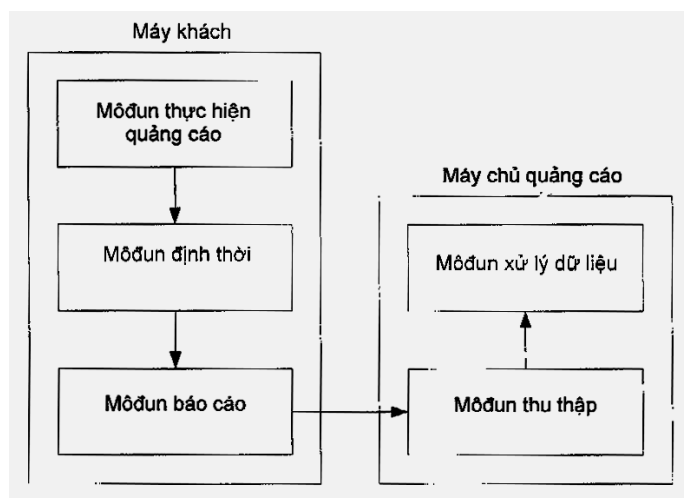 Máy khách
Môđun thực hiện
quảng cáo
Môđun định thời
Môđun báo cáo
Máy chủ quảng cáo
Môđun xử lý dữ liệu
Môđun thu thập